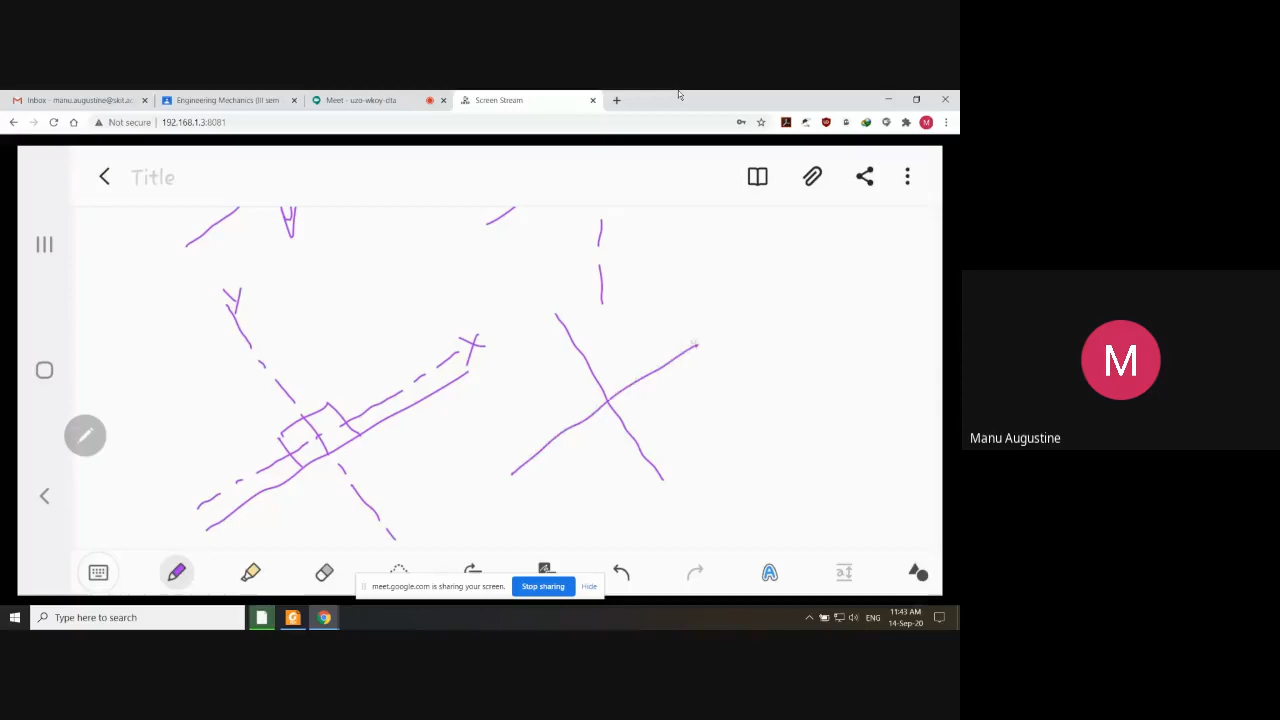 Inbox - manu.augustine@skit.ac
Engineering Mechanics (III sem
Meet - uzo-wkoy-dta
Screen Stream
Not secure
192.168.1.3:8081
M
Title
Y
X
M
Manu Augustine
A
meet.google.com is sharing your screen.
Stop sharing
Hide
Type here to search
ENG
11:43 AM
14-Sep-20